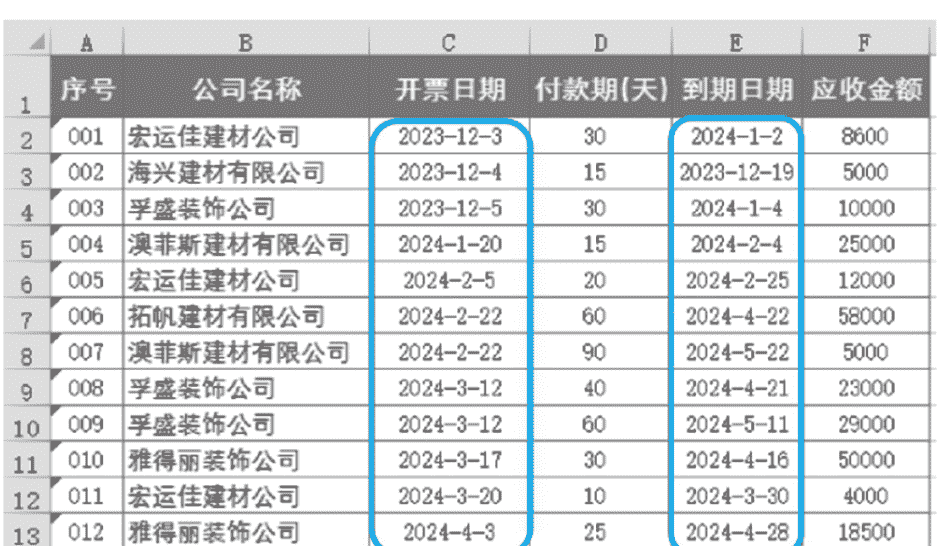 A B C D E F
1 序号 公司名称 开票日期 付款期(天) 到期日期 应收金额
2 001 宏运佳建材公司 2023-12-3 30 2024-1-2 8600
3 002 海兴建材有限公司 2023-12-4 15 2023-12-19 5000
4 003 孚盛装饰公司 2023-12-5 30 2024-1-4 10000
5 004 澳菲斯建材有限公司 2024-1-20 15 2024-2-4 25000
6 005 宏运佳建材公司 2024-2-5 20 2024-2-25 12000
7 006 拓帆建材有限公司 2024-2-22 60 2024-4-22 58000
8 007 澳菲斯建材有限公司 2024-2-22 90 2024-5-22 5000
9 008 孚盛装饰公司 2024-3-12 40 2024-4-21 23000
10 009 孚盛装饰公司 2024-3-12 60 2024-5-11 29000
11 010 雅得丽装饰公司 2024-3-17 30 2024-4-16 50000
12 011 宏运佳建材公司 2024-3-20 10 2024-3-30 4000
13 012 雅得丽装饰公司 2024-4-3 25 2024-4-28 18500